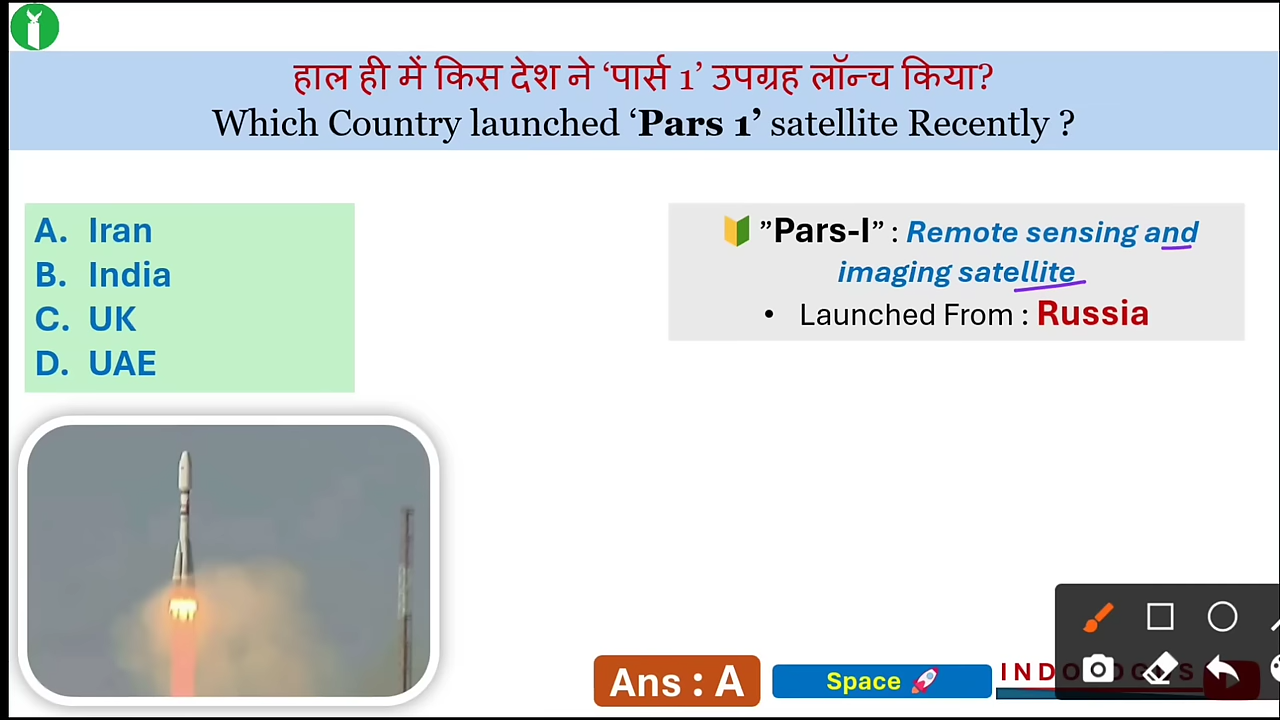 हाल ही में किस देश ने ‘पार्स 1’ उपग्रह लॉन्च किया?
Which Country launched ‘Pars 1’ satellite Recently ?
A. Iran
B. India
C. UK
D. UAE
”Pars-I” : Remote sensing and
imaging satellite
• Launched From : Russia
Ans : A
Space